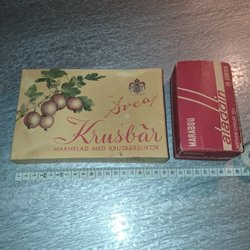 Svea
Krusbär
MARMELAD MED KRUSBÄRSLIKÖR
MARABOU
aladdin